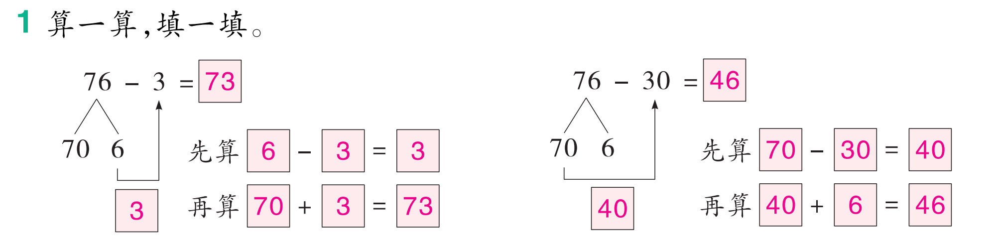 1 算一算,填一填。
76 − 3 = 73
70 6
先算 6 − 3 = 3
再算 70 + 3 = 73
3
76 − 30 = 46
70 6
先算 70 − 30 = 40
再算 40 + 6 = 46
40